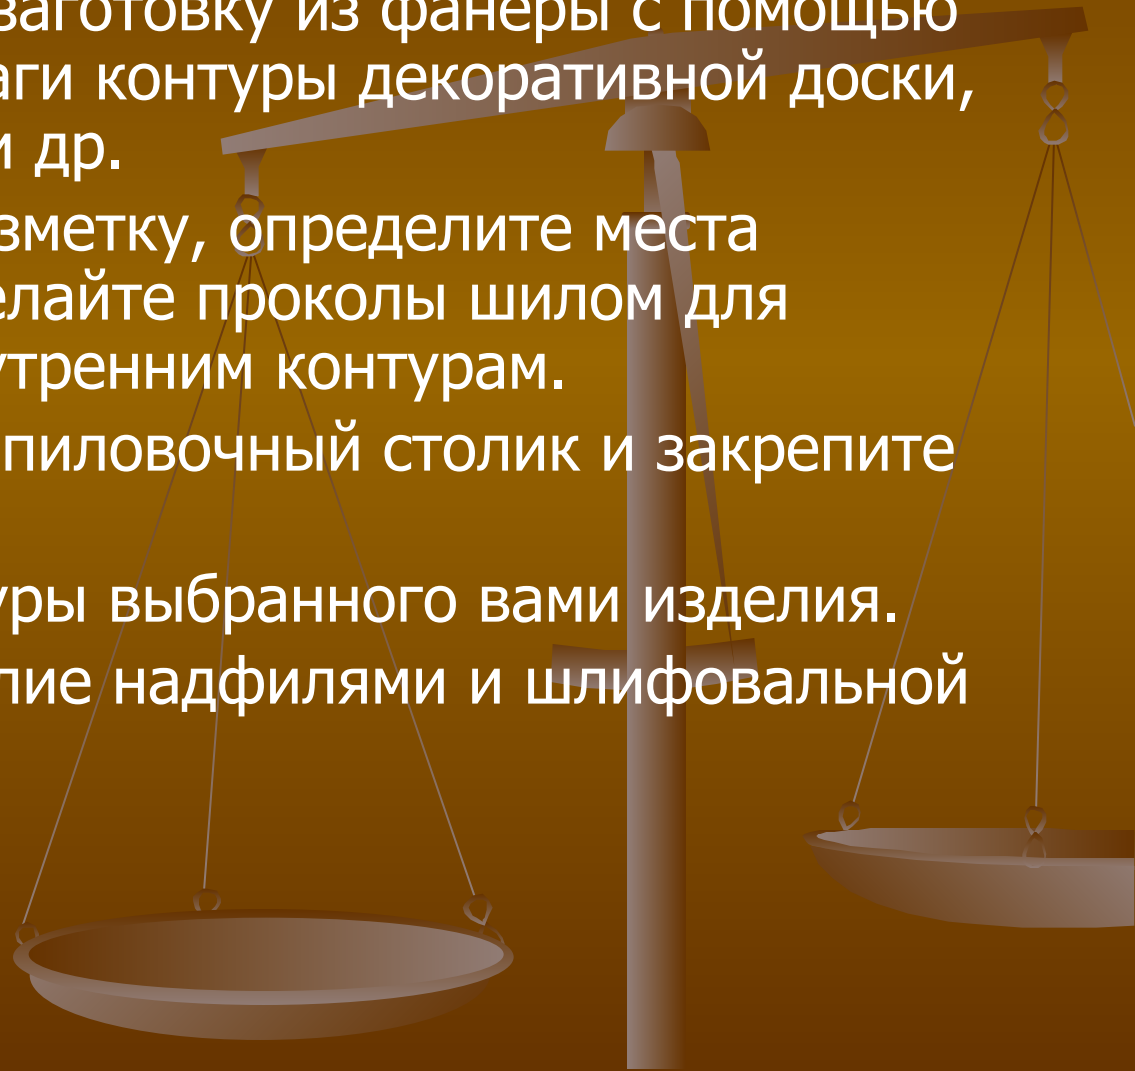 заготовку из фанеры с помощью
аги контуры декоративной доски,
и др.
зметку, определите места
елайте проколы шилом для
утренним контурам.
пиловочный столик и закрепите
уры выбранного вами изделия.
лие надфилями и шлифовальной